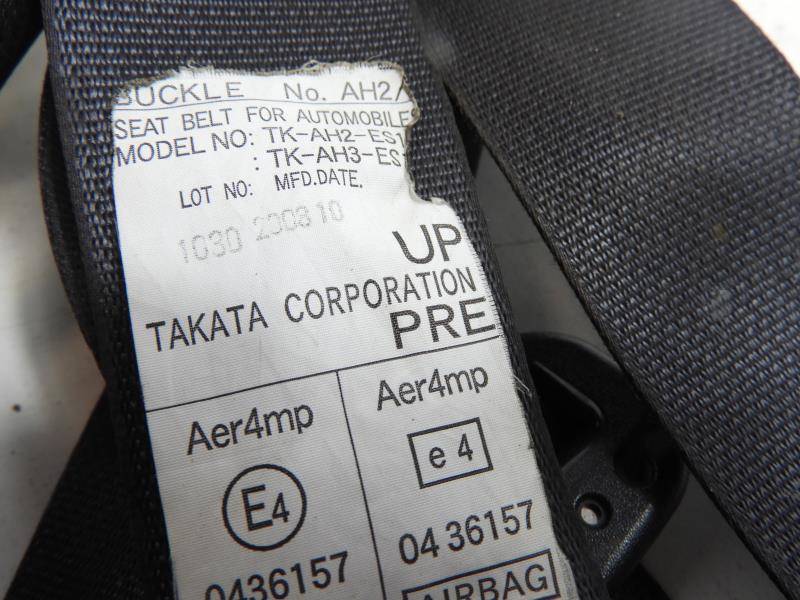 BUCKLE No. AH2/
SEAT BELT FOR AUTOMOBILE
MODEL NO: TK-AH2-ES1
: TK-AH3-ES
LOT NO: MFD.DATE.
1030 200810
UP
TAKATA CORPORATION
PRE
Aer4mp Aer4mp
E4 e 4
0436157 04 36157
AIRBAG